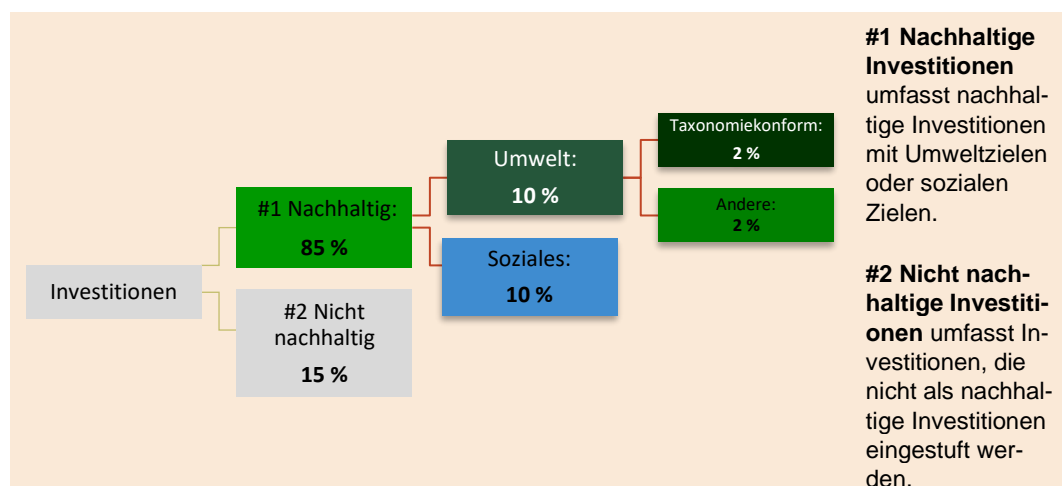 Investitionen
#1 Nachhaltig:
85 %
#2 Nicht
nachhaltig
15 %
Umwelt:
10 %
Soziales:
10 %
Taxonomiekonform:
2 %
Andere:
2 %
#1 Nachhaltige
Investitionen
umfasst nachhal-
tige Investitionen
mit Umweltzielen
oder sozialen
Zielen.
#2 Nicht nach-
haltige Investiti-
onen umfasst In-
vestitionen, die
nicht als nachhal-
tige Investitionen
eingestuft wer-
den.